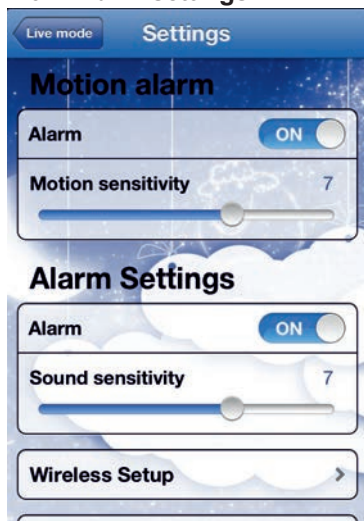 Live mode
Settings
Motion alarm
Alarm
ON
Motion sensitivity
7
Alarm Settings
Alarm
ON
Sound sensitivity
7
Wireless Setup